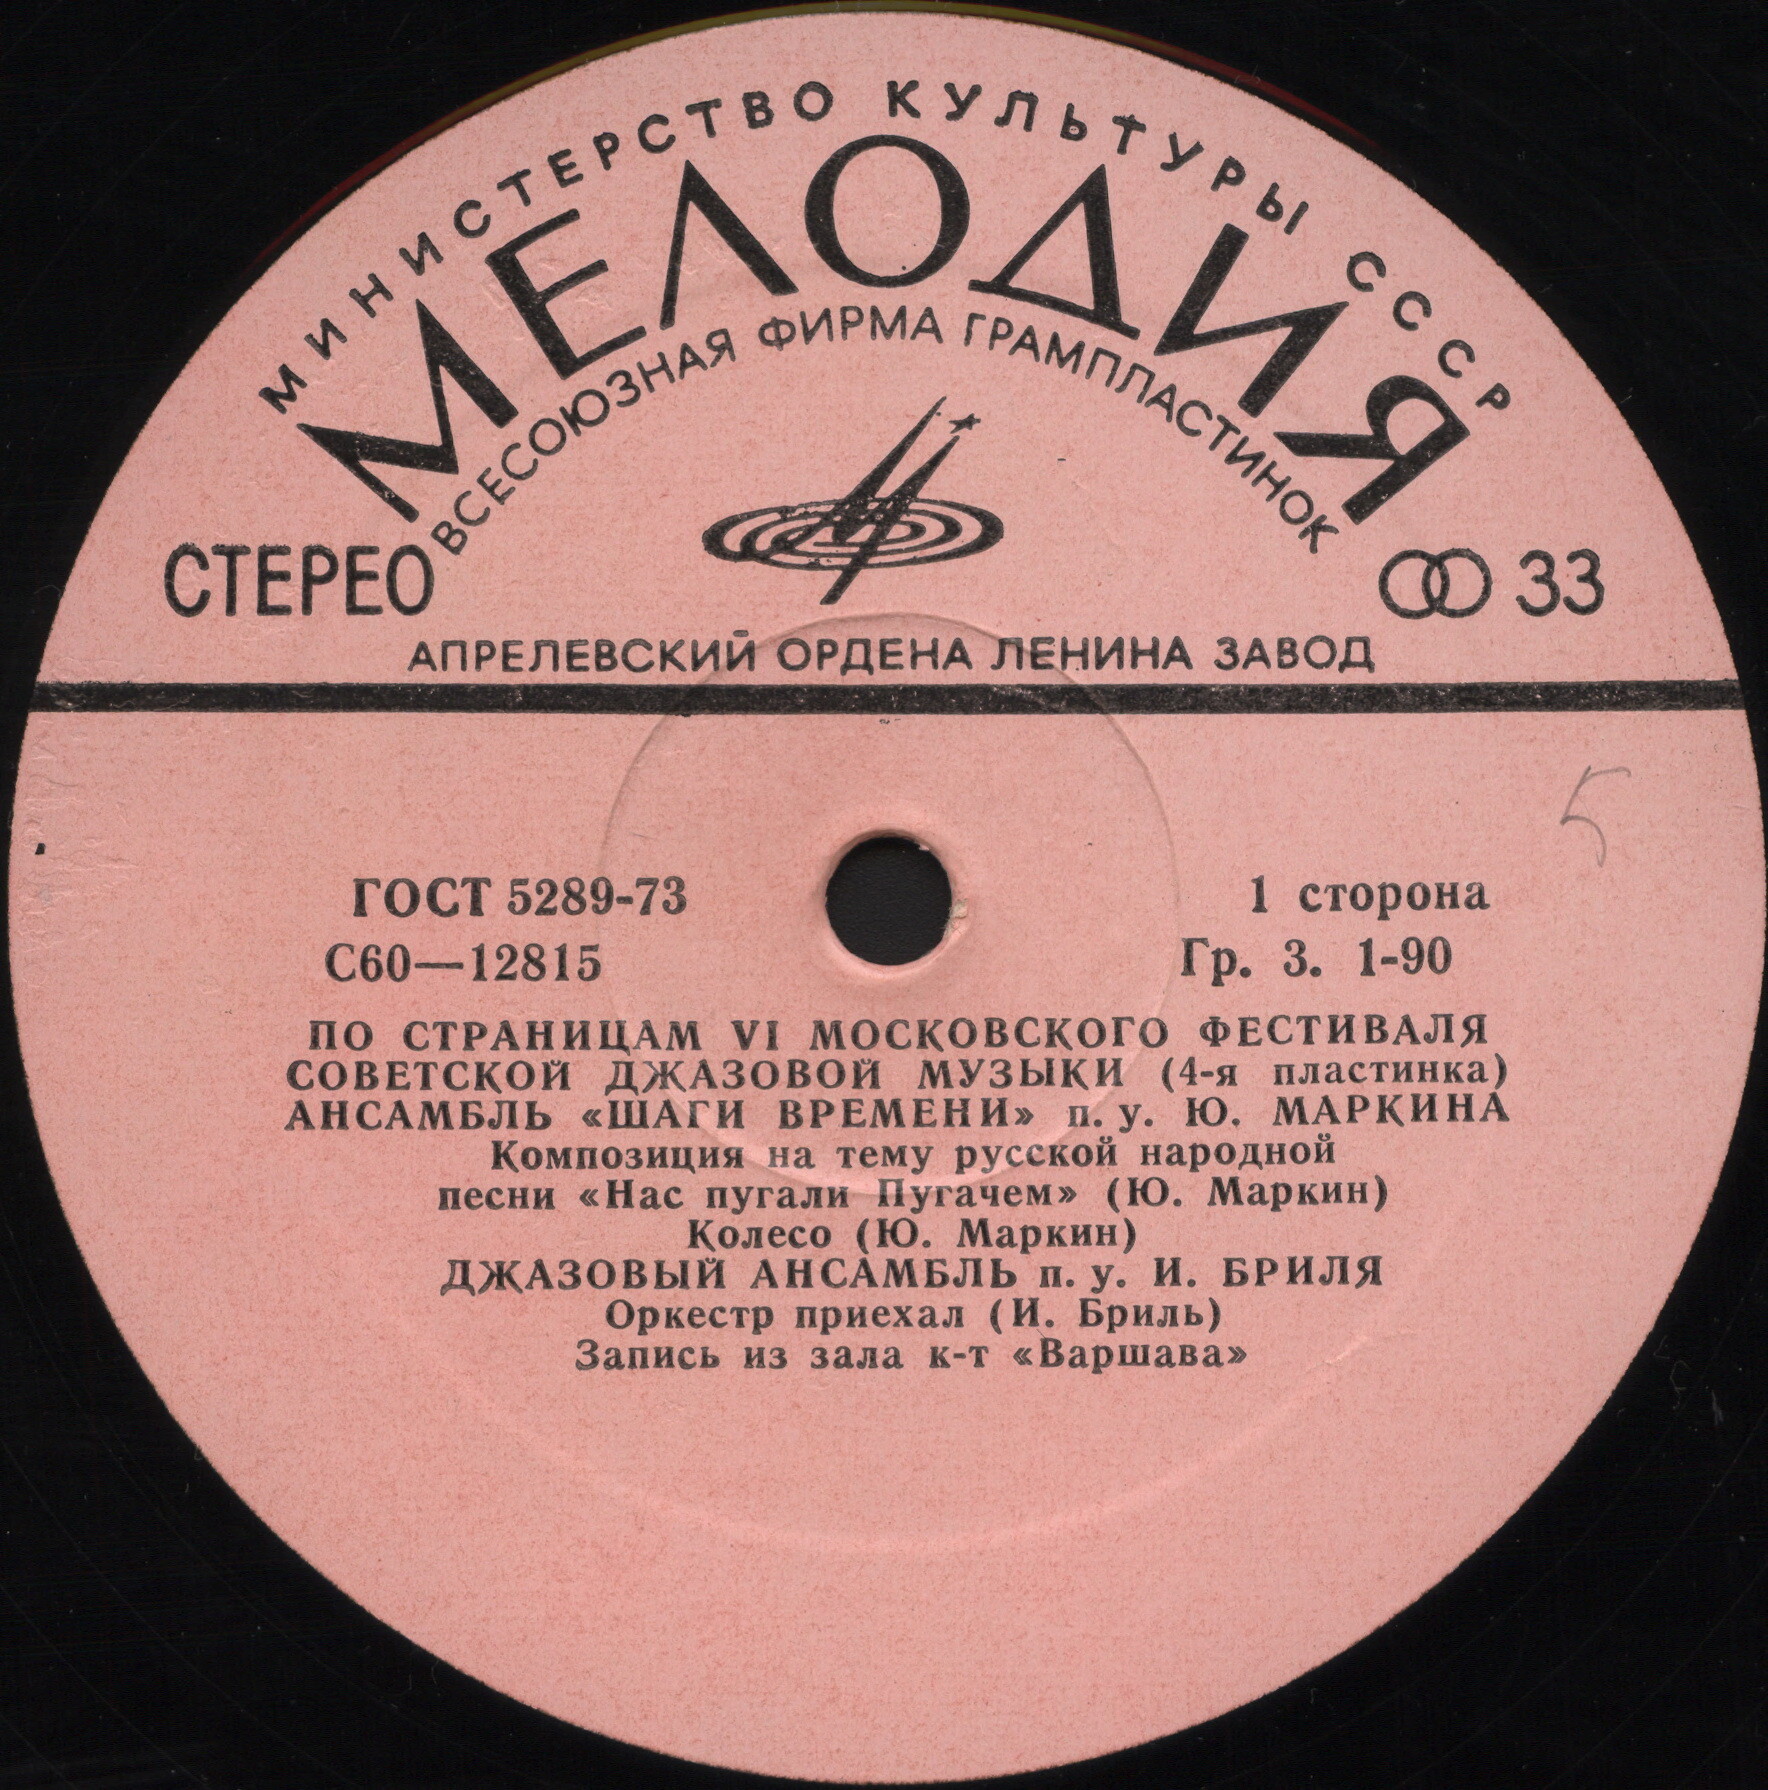 МИНИСТЕРСТВО КУЛЬТУРЫ СССР
МЕЛОДИЯ
ВСЕСОЮЗНАЯ ФИРМА ГРАМПЛАСТИНОК
СТЕРЕО
33
АПРЕЛЕВСКИЙ ОРДЕНА ЛЕНИНА ЗАВОД
5
ГОСТ 5289-73
1 сторона
С60—12815
Гр. 3. 1-90
ПО СТРАНИЦАМ VI МОСКОВСКОГО ФЕСТИВАЛЯ
СОВЕТСКОЙ ДЖАЗОВОЙ МУЗЫКИ (4-я пластинка)
АНСАМБЛЬ «ШАГИ ВРЕМЕНИ» п. у. Ю. МАРКИНА
Композиция на тему русской народной
песни «Нас пугали Пугачем» (Ю. Маркин)
Колесо (Ю. Маркин)
ДЖАЗОВЫЙ АНСАМБЛЬ п. у. И. БРИЛЯ
Оркестр приехал (И. Бриль)
Запись из зала к-т «Варшава»